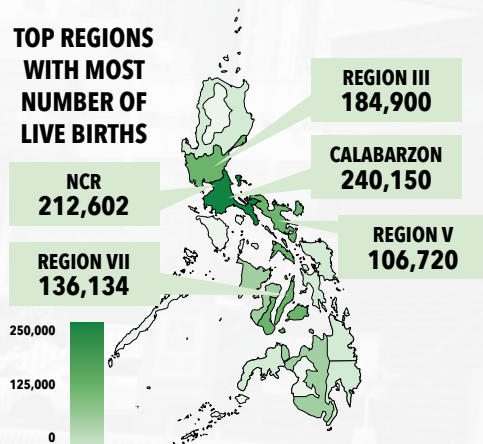 TOP REGIONS
WITH MOST
NUMBER OF
LIVE BIRTHS
REGION III
184,900
CALABARZON
240,150
NCR
212,602
REGION V
106,720
REGION VII
136,134
250,000
125,000
0